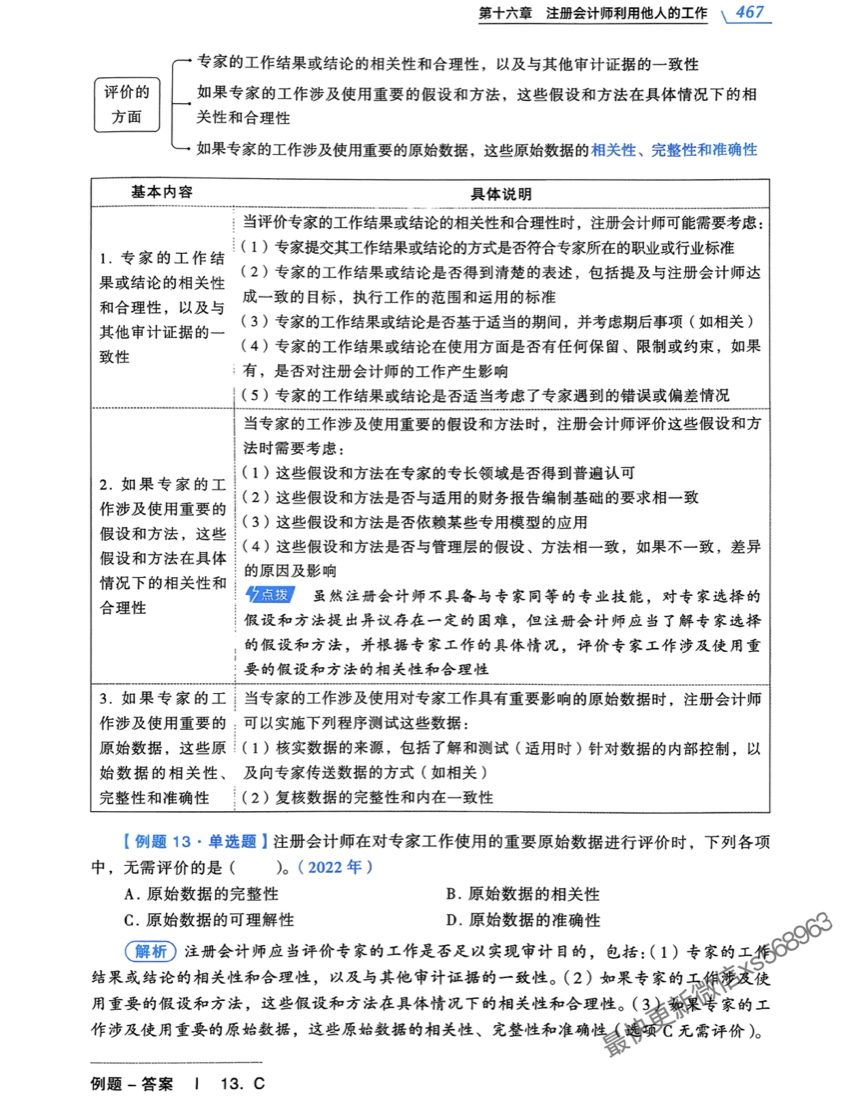 第十六章 注册会计师利用他人的工作 467
评价的
方面
专家的工作结果或结论的相关性和合理性，以及与其他审计证据的一致性
如果专家的工作涉及使用重要的假设和方法，这些假设和方法在具体情况下的相
关性和合理性
如果专家的工作涉及使用重要的原始数据，这些原始数据的相关性、完整性和准确性
基本内容
具体说明
1. 专家的工作结
果或结论的相关性
和合理性，以及与
其他审计证据的一
致性
当评价专家的工作结果或结论的相关性和合理性时，注册会计师可能需要考虑：
（1）专家提交其工作结果或结论的方式是否符合专家所在的职业或行业标准
（2）专家的工作结果或结论是否得到清楚的表述，包括提及与注册会计师达
成一致的目标，执行工作的范围和运用的标准
（3）专家的工作结果或结论是否基于适当的期间，并考虑期后事项（如相关）
（4）专家的工作结果或结论在使用方面是否有任何保留、限制或约束，如果
有，是否对注册会计师的工作产生影响
（5）专家的工作结果或结论是否适当考虑了专家遇到的错误或偏差情况
2. 如果专家的工
作涉及使用重要的
假设和方法，这些
假设和方法在具体
情况下的相关性和
合理性
当专家的工作涉及使用重要的假设和方法时，注册会计师评价这些假设和方
法时需要考虑：
（1）这些假设和方法在专家的专长领域是否得到普遍认可
（2）这些假设和方法是否与适用的财务报告编制基础的要求相一致
（3）这些假设和方法是否依赖某些专用模型的应用
（4）这些假设和方法是否与管理层的假设、方法相一致，如果不一致，差异
的原因及影响
点拨 虽然注册会计师不具备与专家同等的专业技能，对专家选择的
假设和方法提出异议存在一定的困难，但注册会计师应当了解专家选择
的假设和方法，并根据专家工作的具体情况，评价专家工作涉及使用重
要的假设和方法的相关性和合理性
3. 如果专家的工
作涉及使用重要的
原始数据，这些原
始数据的相关性、
完整性和准确性
当专家的工作涉及使用对专家工作具有重要影响的原始数据时，注册会计师
可以实施下列程序测试这些数据：
（1）核实数据的来源，包括了解和测试（适用时）针对数据的内部控制，以
及向专家传送数据的方式（如相关）
（2）复核数据的完整性和内在一致性
【例题 13·单选题】注册会计师在对专家工作使用的重要原始数据进行评价时，下列各项
中，无需评价的是（ ）。（2022 年）
A. 原始数据的完整性 B. 原始数据的相关性
C. 原始数据的可理解性 D. 原始数据的准确性
解析 注册会计师应当评价专家的工作是否足以实现审计目的，包括：（1）专家的工作
结果或结论的相关性和合理性，以及与其他审计证据的一致性。（2）如果专家的工作涉及使
用重要的假设和方法，这些假设和方法在具体情况下的相关性和合理性。（3）如果专家的工
作涉及使用重要的原始数据，这些原始数据的相关性、完整性和准确性（选项 C 无需评价）。
最快更新微信xs568963
例题 – 答案 | 13. C